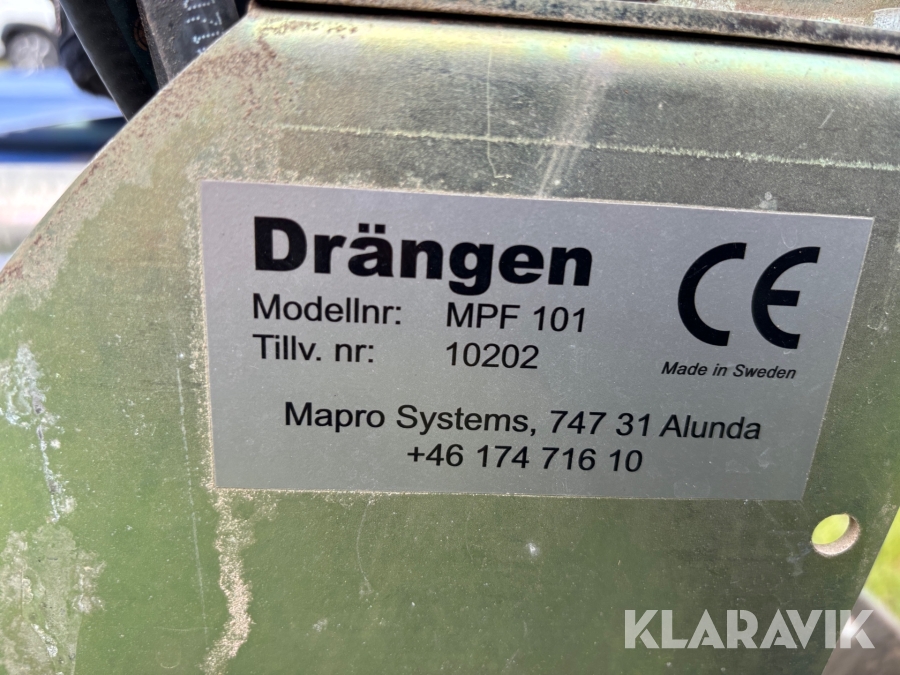 Drängen
Modellnr: MPF 101
Tillv. nr: 10202
CE
Made in Sweden
Mapro Systems, 747 31 Alunda
+46 174 716 10
KLARAVIK